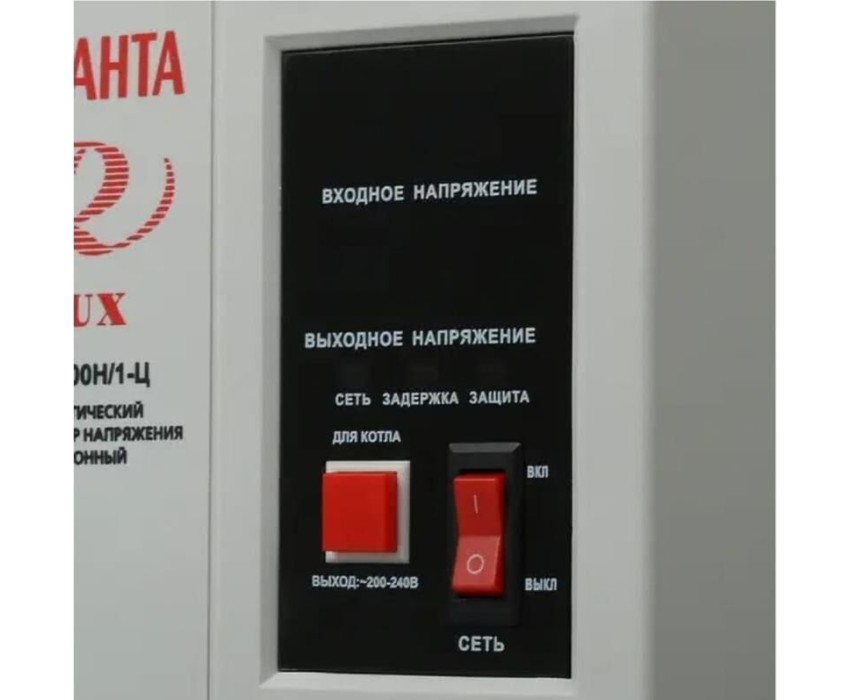 АНТА
R
UX
00Н/1-Ц
ТИЧЕСКИЙ
Р НАПРЯЖЕНИЯ
ОННЫЙ
ВХОДНОЕ НАПРЯЖЕНИЕ
ВЫХОДНОЕ НАПРЯЖЕНИЕ
СЕТЬ ЗАДЕРЖКА ЗАЩИТА
ДЛЯ КОТЛА
ВКЛ
I
O
ВЫХОД:~200-240В
ВЫКЛ
СЕТЬ